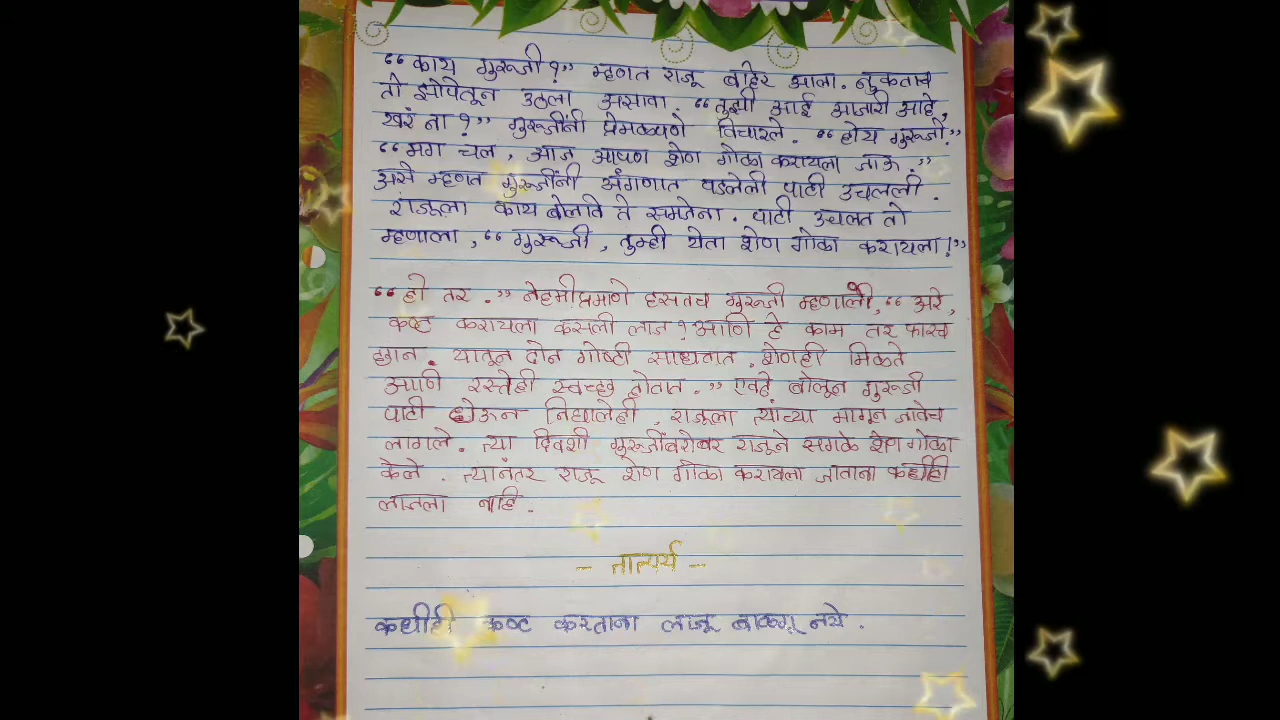 “काय गुरूजी?” म्हणत राजू बाहेर आला. नुकताच
तो झोपेतून उठला असावा. “तुझी आई आजारी आहे,
खरं ना?” गुरूजींनी प्रेमळपणे विचारले. “होय गुरूजी.”
“मग चल, आज आपण शेण गोळा करायला जाऊ.”
असे म्हणत गुरूजींनी अंगणात पडलेली पाटी उचलली.
राजूला काय बोलावे ते समजेना. पाटी उचलत तो
म्हणाला, “गुरूजी, तुम्ही येता शेण गोळा करायला!”
“हो तर.” नेहमीप्रमाणे हसतच गुरूजी म्हणाले, “अरे,
कष्ट करायला कसली लाज? आणि हे काम तर फारच
छान. यातून दोन गोष्टी साधतात. शेणही मिळते
आणि रस्तेही स्वच्छ होतात.” एवढे बोलून गुरूजी
पाटी घेऊन निघालेही. राजूला त्यांच्या मागून जावेच
लागले. त्या दिवशी गुरूजींबरोबर राजूने सगळे शेण गोळा
केले. त्यानंतर राजू शेण गोळा करायला जाताना कधीही
लाजला नाही.
- तात्पर्य -
कधीही कष्ट करताना लाजू बाळगू नये.